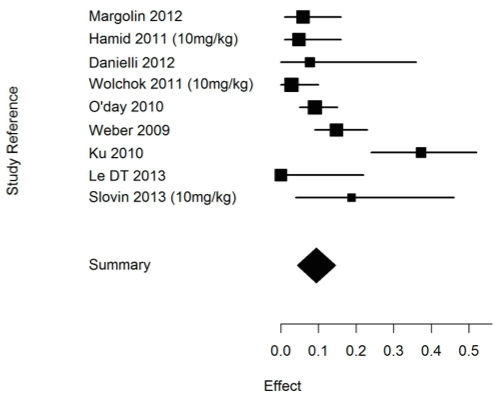 Study Reference
Margolin 2012
Hamid 2011 (10mg/kg)
Danielli 2012
Wolchok 2011 (10mg/kg)
O'day 2010
Weber 2009
Ku 2010
Le DT 2013
Slovin 2013 (10mg/kg)
Summary
0.0 0.1 0.2 0.3 0.4 0.5
Effect